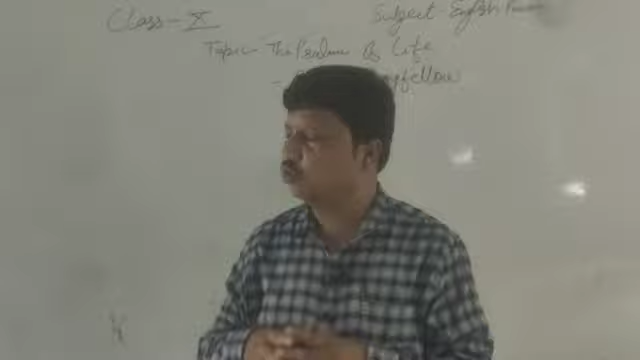 Class - X
Subject English
Topic - The Psalm Of Life